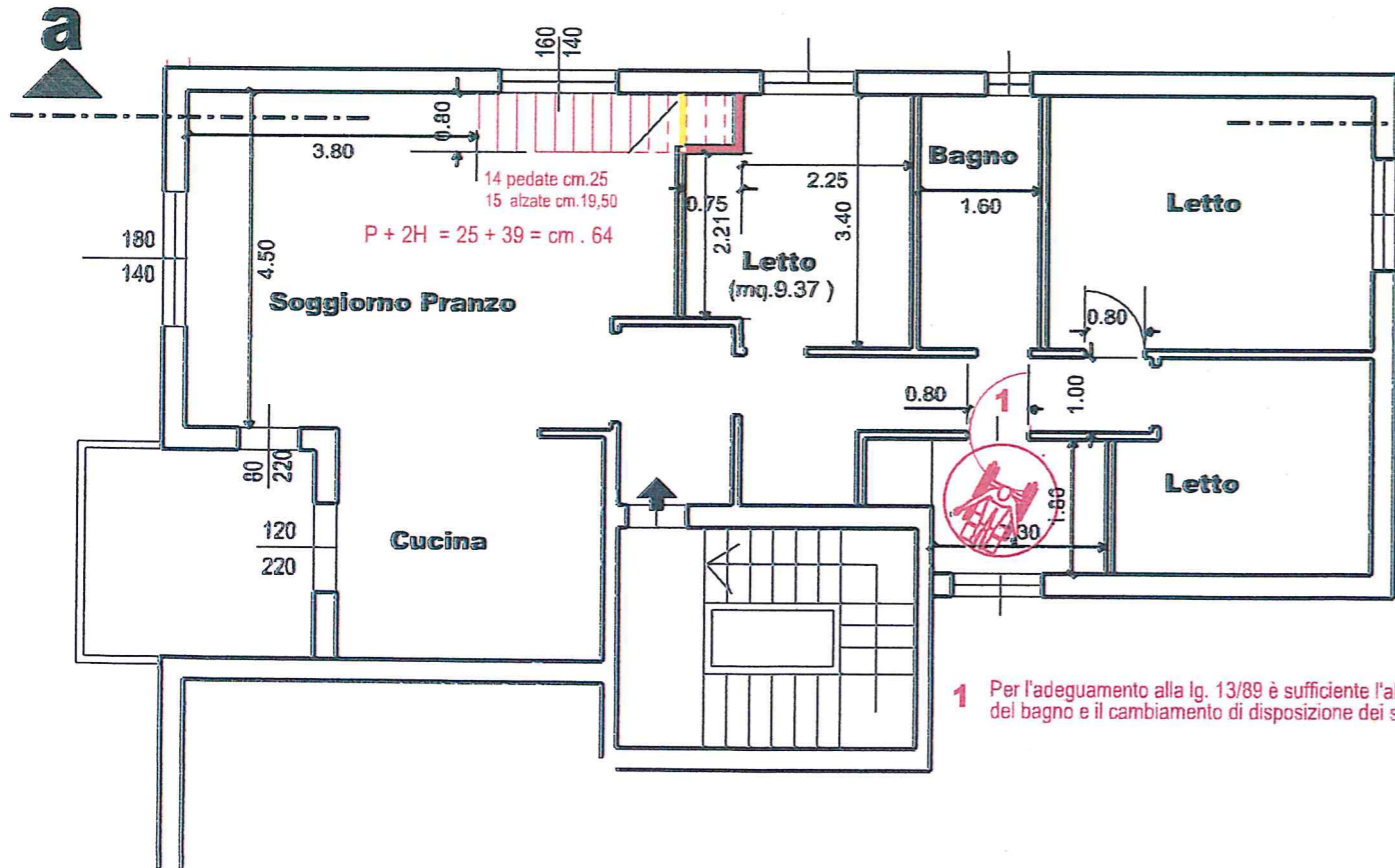 a
160
140
0.80
3.80
14 pedate cm.25
15 alzate cm.19,50
P + 2H = 25 + 39 = cm . 64
0.75
2.21
2.25
3.40
Bagno
1.60
Letto
Letto
(mq.9.37 )
180
140
4.50
Soggiorno Pranzo
0.80
0.80
1
1.00
80
220
120
220
Cucina
Letto
1 Per l'adeguamento alla lg. 13/89 è sufficiente
del bagno e il cambiamento di disposizione dei